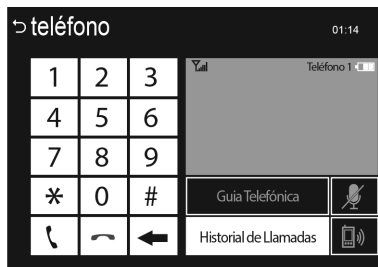 teléfono
01:14
1 2 3
Teléfono 1
4 5 6
7 8 9
* 0 #
Guia Telefónica
Historial de Llamadas